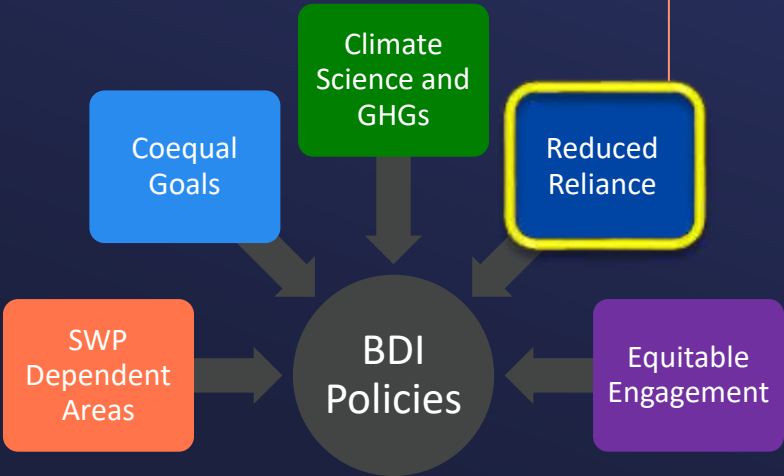 Climate
Science and
GHGs
Coequal
Goals
Reduced
Reliance
SWP
Dependent
Areas
BDI
Policies
Equitable
Engagement